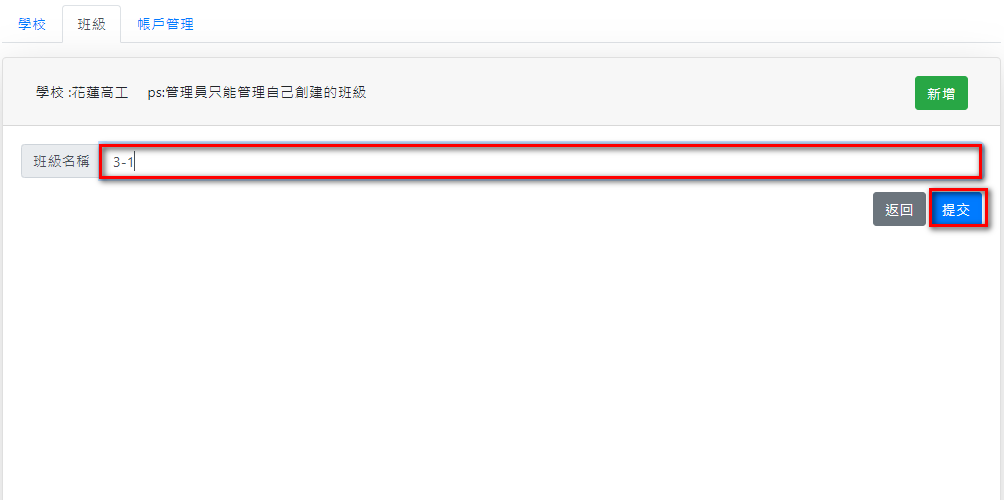 學校 班級 帳戶管理
學校 :花蓮高工 ps:管理員只能管理自己創建的班級 新增
班級名稱 3-1
返回 提交